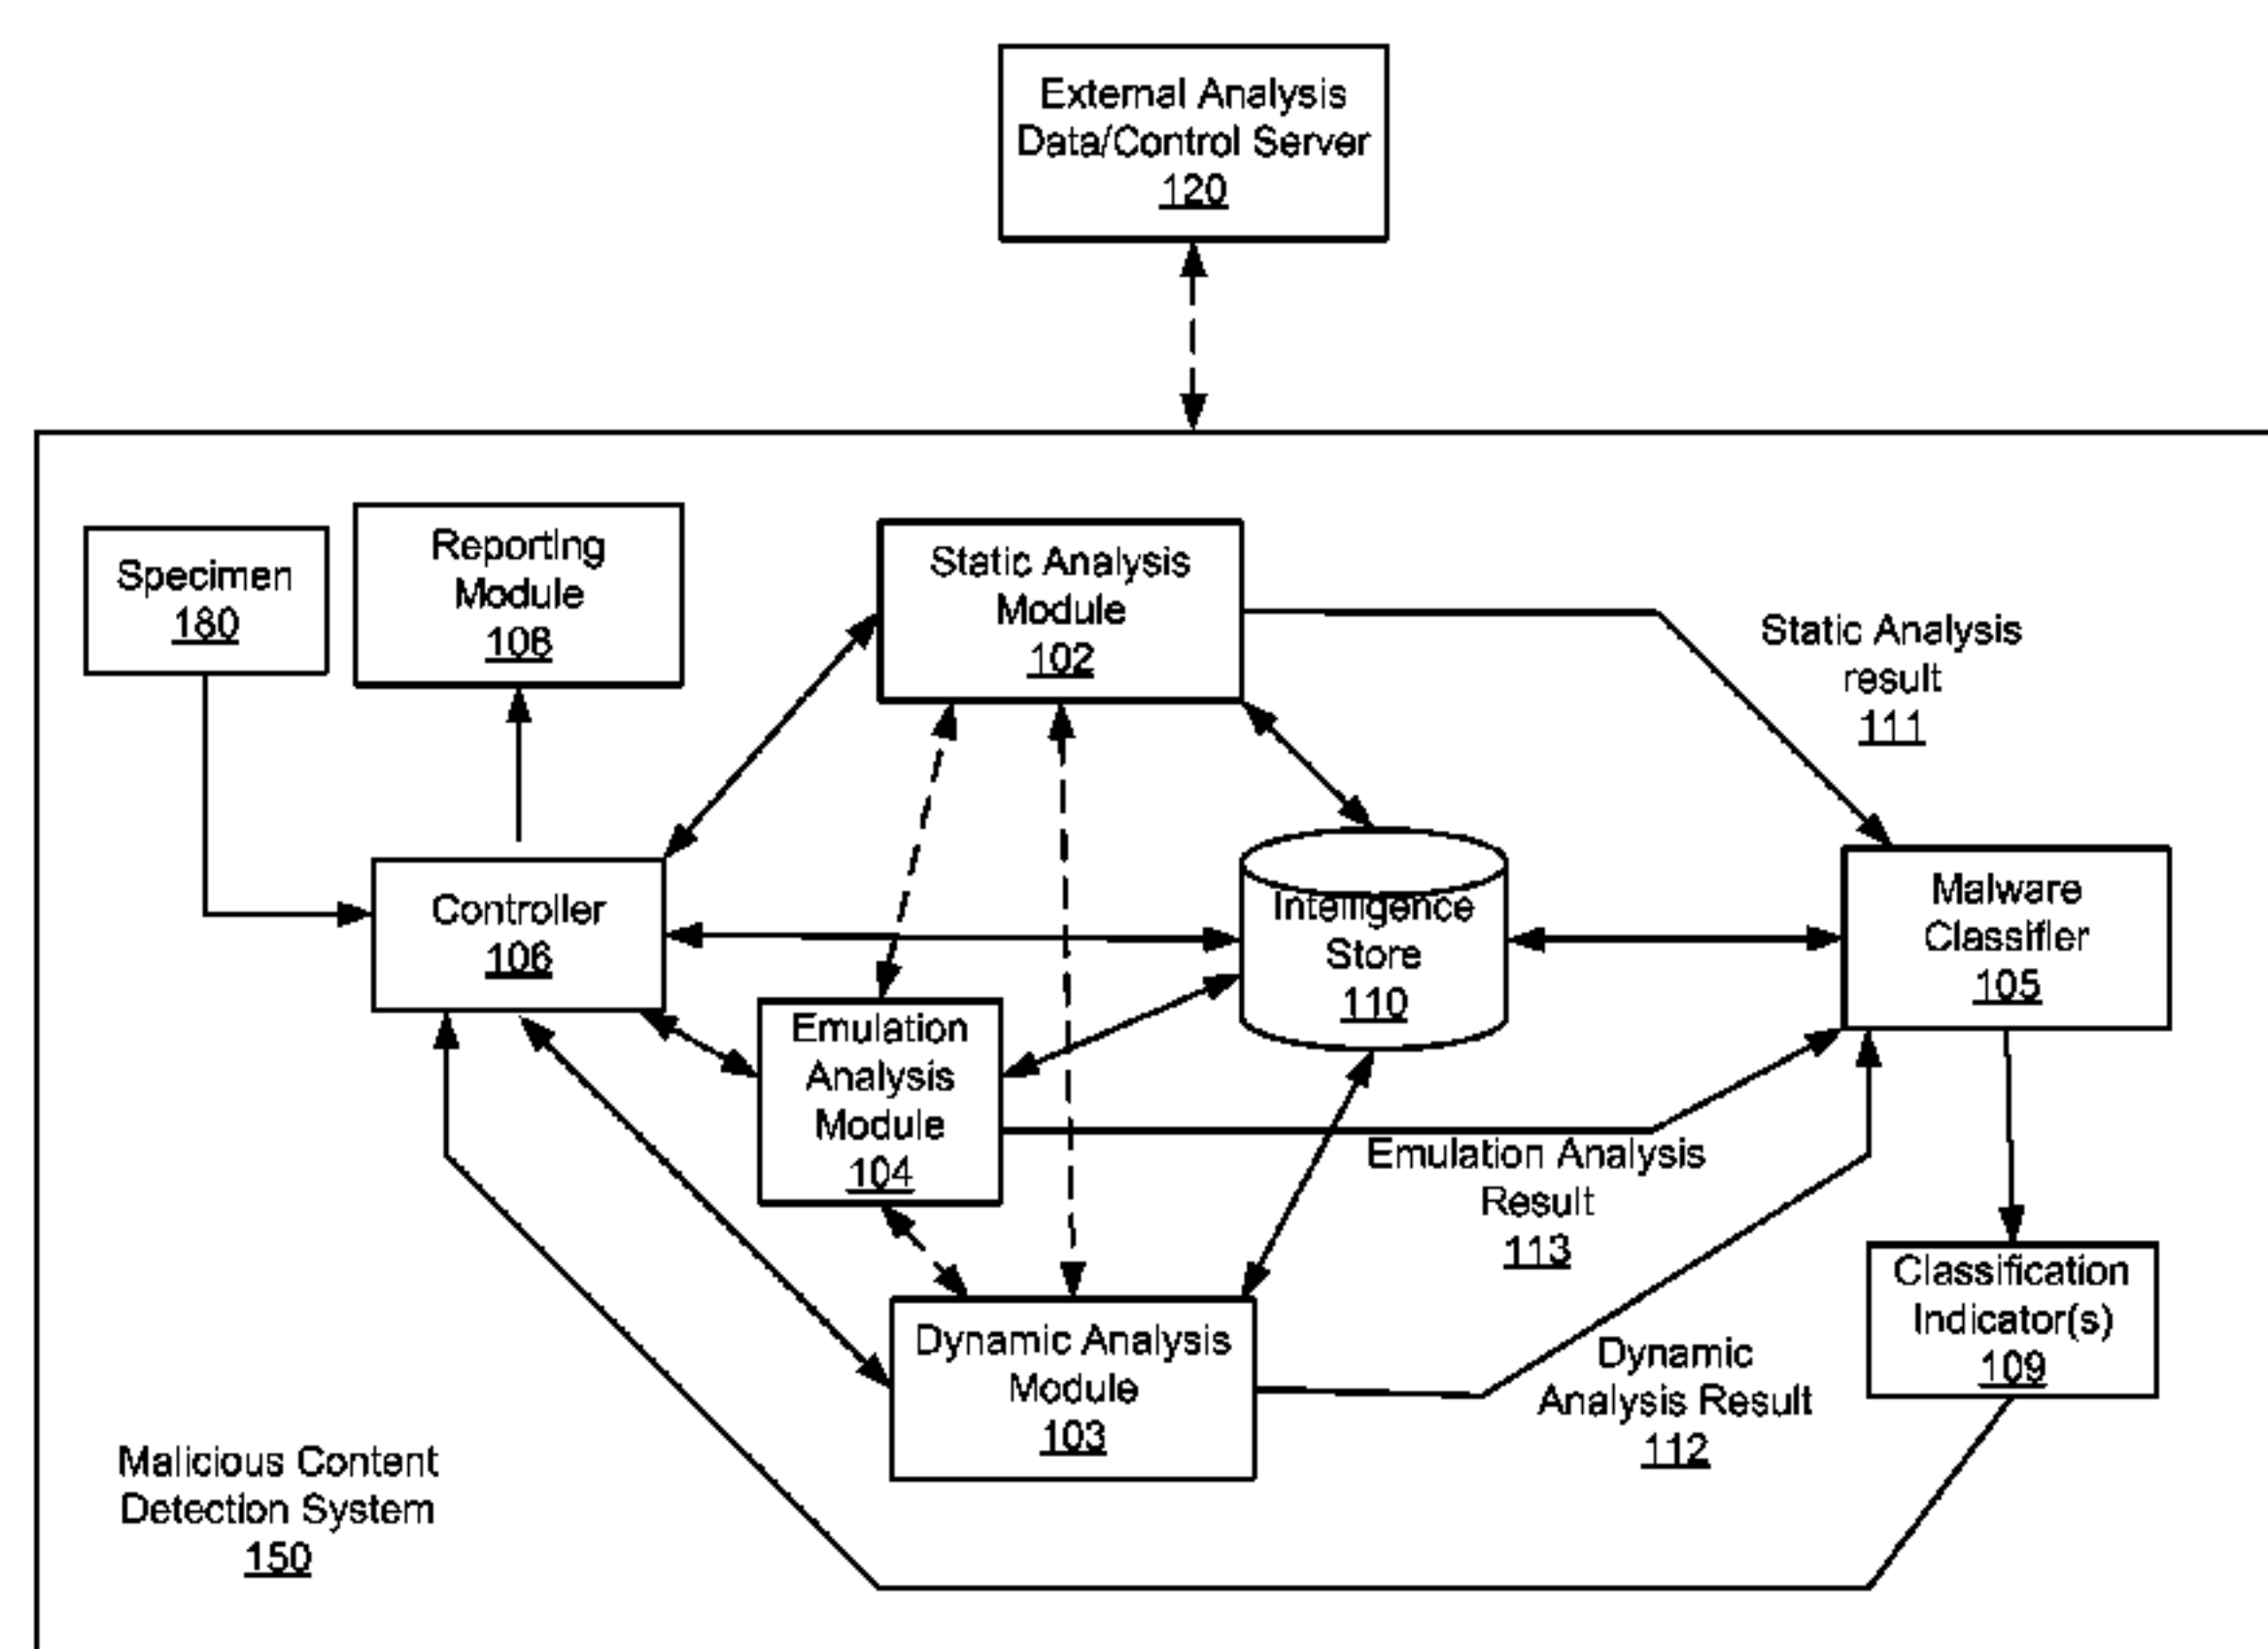 External Analysis
Data/Control Server
120
Specimen
180
Reporting
Module
108
Static Analysis
Module
102
Static Analysis
result
111
Controller
106
Intelligence
Store
110
Malware
Classifier
105
Emulation
Analysis
Module
104
Emulation Analysis
Result
113
Classification
Indicator(s)
109
Dynamic Analysis
Module
103
Dynamic
Analysis Result
112
Malicious Content
Detection System
150